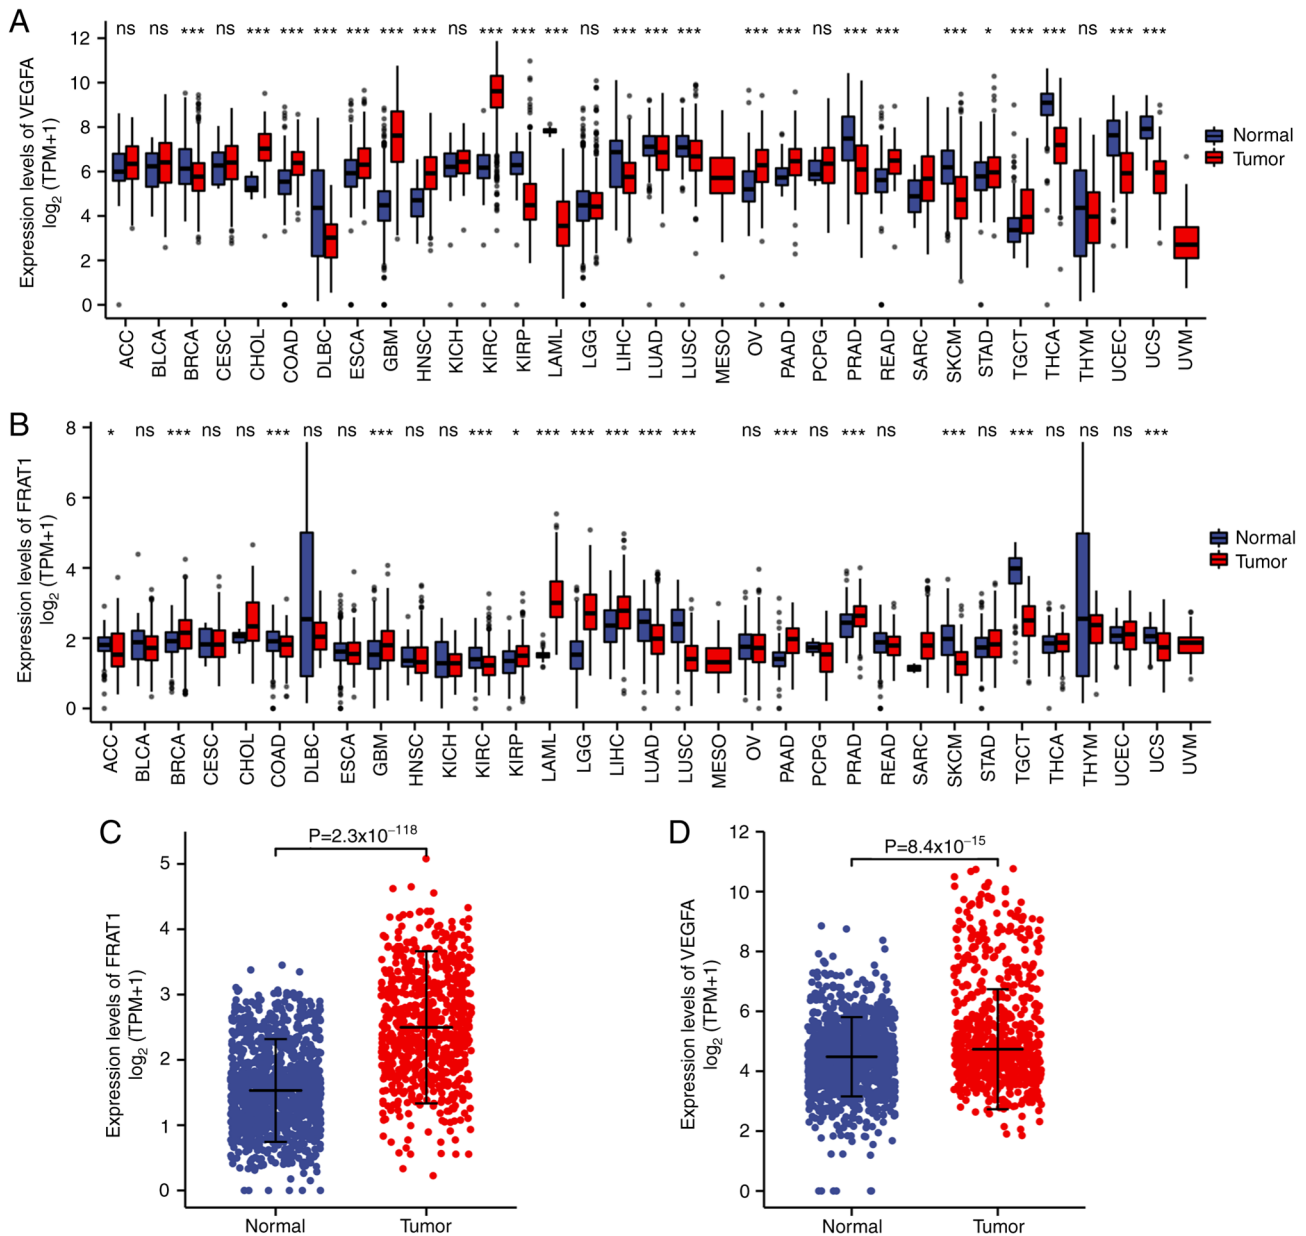 A
Expression levels of VEGFA
log2 (TPM+1)
12
10
8
6
4
2
0
ns ns *** ns *** *** *** *** *** *** ns *** *** *** ns *** *** *** *** *** ns *** *** *** * *** *** ns *** ***
Normal
Tumor
ACC BLCA BRCA CESC CHOL COAD DLBC ESCA GBM HNSC KICH KIRC KIRP LAML LGG LIHC LUAD LUSC MESO OV PAAD PCPG PRAD READ SARC SKCM STAD TGCT THCA THYM UCEC UCS UVM
B
Expression levels of FRAT1
log2 (TPM+1)
8
6
4
2
0
* ns *** ns ns *** ns ns *** ns ns *** * *** *** *** *** *** ns *** ns *** ns *** ns *** ns ns ns ***
Normal
Tumor
ACC BLCA BRCA CESC CHOL COAD DLBC ESCA GBM HNSC KICH KIRC KIRP LAML LGG LIHC LUAD LUSC MESO OV PAAD PCPG PRAD READ SARC SKCM STAD TGCT THCA THYM UCEC UCS UVM
C
Expression levels of FRAT1
log2 (TPM+1)
P=2.3x10−118
5
4
3
2
1
0
Normal Tumor
D
Expression levels of VEGFA
log2 (TPM+1)
P=8.4x10−15
12
10
8
6
4
2
0
Normal Tumor